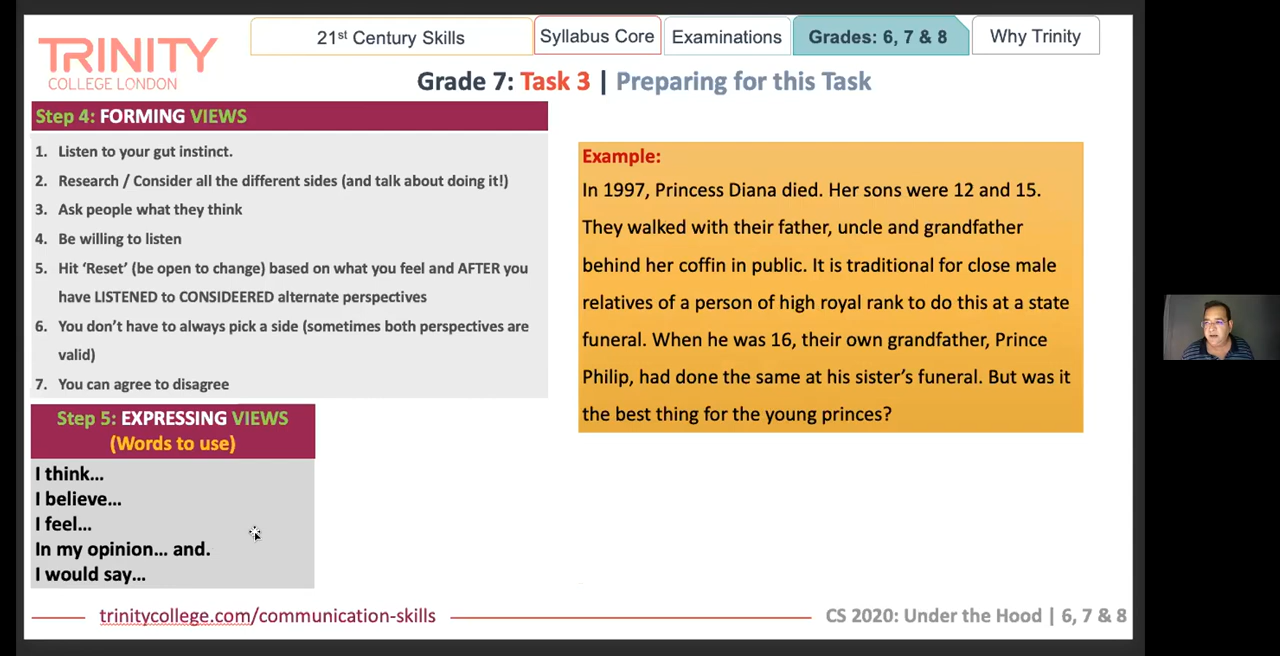 TRINITY
COLLEGE LONDON
21st Century Skills
Syllabus Core
Examinations
Grades: 6, 7 & 8
Why Trinity
Grade 7: Task 3 | Preparing for this Task
Step 4: FORMING VIEWS
1. Listen to your gut instinct.
2. Research / Consider all the different sides (and talk about doing it!)
3. Ask people what they think
4. Be willing to listen
5. Hit ‘Reset’ (be open to change) based on what you feel and AFTER you
have LISTENED to CONSIDEERED alternate perspectives
6. You don’t have to always pick a side (sometimes both perspectives are
valid)
7. You can agree to disagree
Step 5: EXPRESSING VIEWS
(Words to use)
I think...
I believe...
I feel...
In my opinion... and.
I would say...
Example:
In 1997, Princess Diana died. Her sons were 12 and 15.
They walked with their father, uncle and grandfather
behind her coffin in public. It is traditional for close male
relatives of a person of high royal rank to do this at a state
funeral. When he was 16, their own grandfather, Prince
Philip, had done the same at his sister’s funeral. But was it
the best thing for the young princes?
trinitycollege.com/communication-skills
CS 2020: Under the Hood | 6, 7 & 8